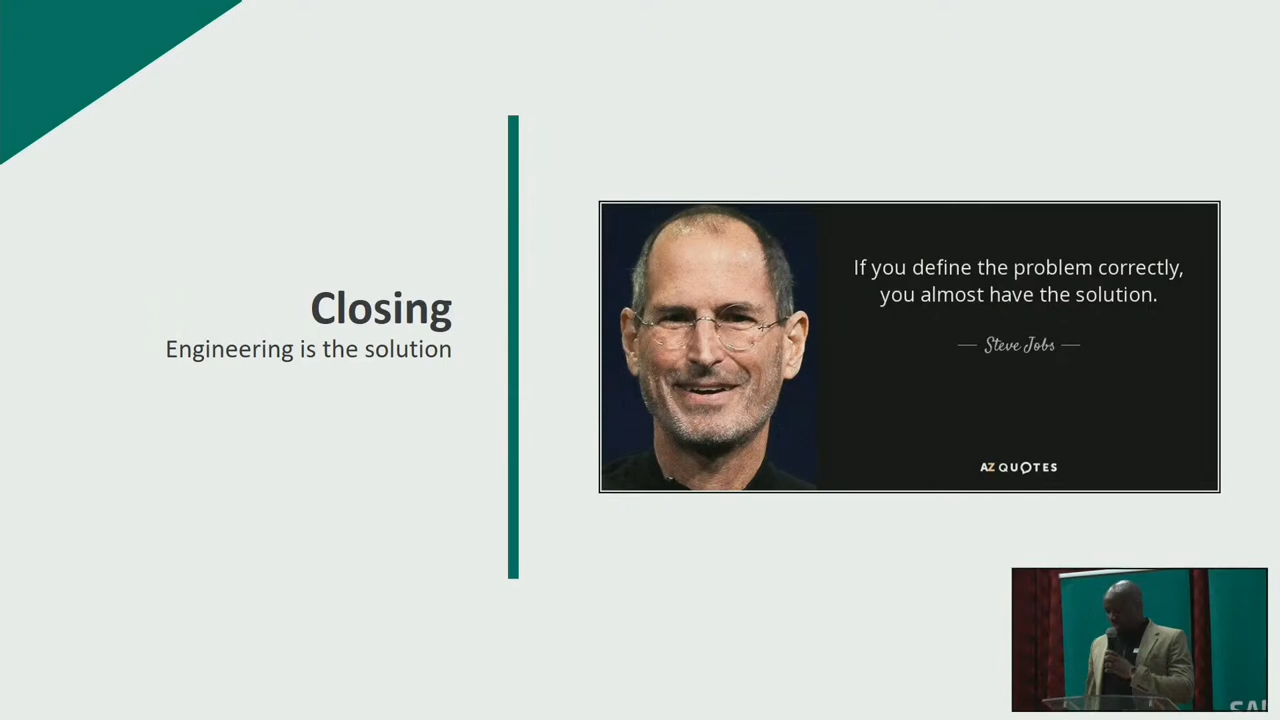 Closing
Engineering is the solution
If you define the problem correctly,
you almost have the solution.
Steve Jobs
AZ QUOTES